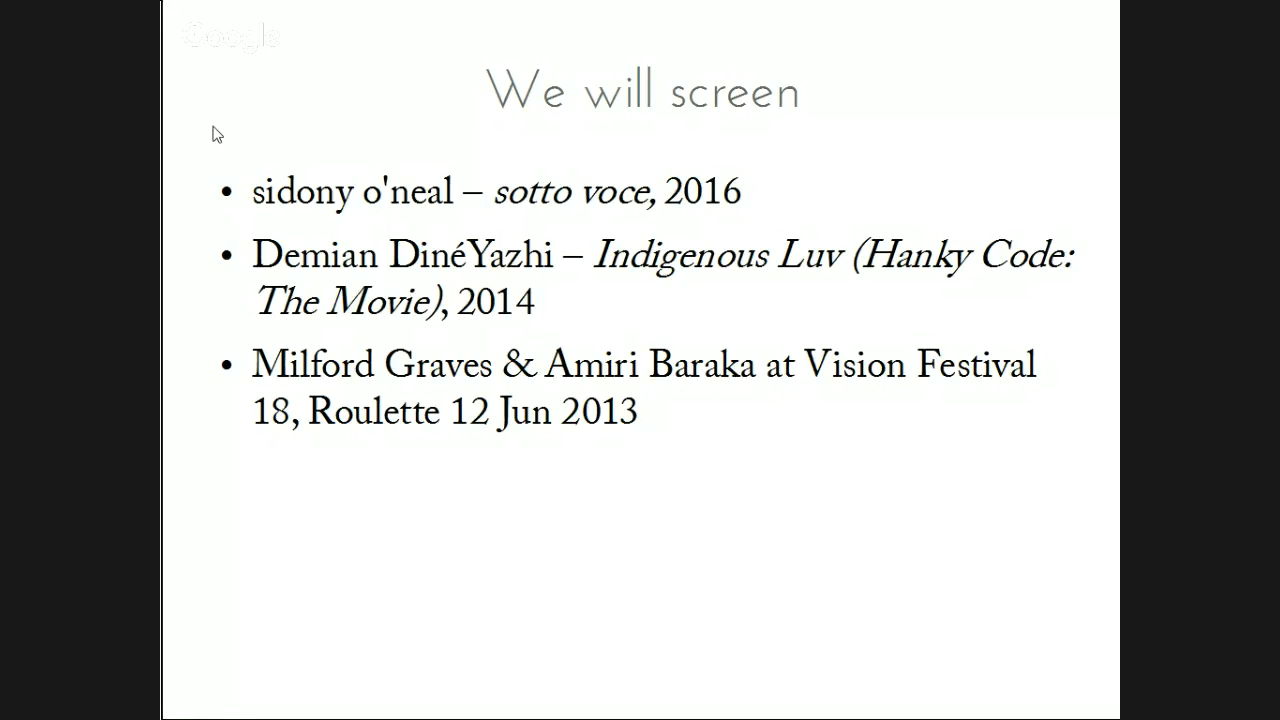 Google
We will screen
• sidony o'neal – sotto voce, 2016
• Demian DinéYazhi – Indigenous Luv (Hanky Code:
The Movie), 2014
• Milford Graves & Amiri Baraka at Vision Festival
18, Roulette 12 Jun 2013